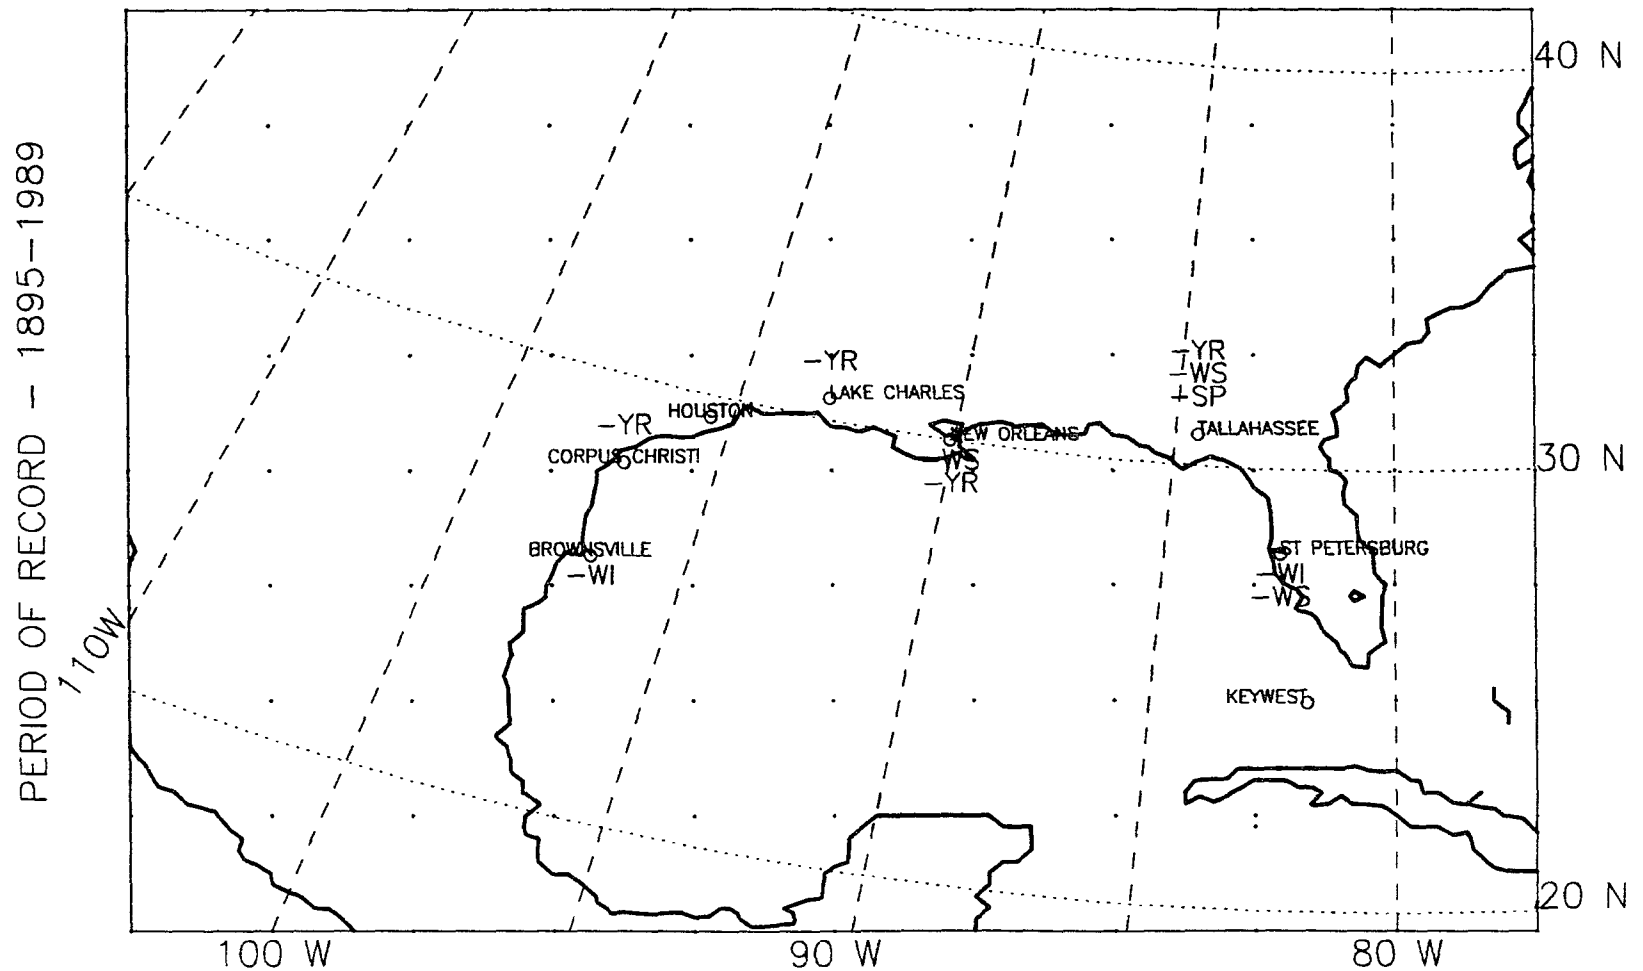 PERIOD OF RECORD - 1895-1989
40 N
-YR
-WS
+SP
-YR
LAKE CHARLES
HOUSTON
-YR
TALLAHASSEE
NEW ORLEANS
WS
-YR
CORPUS CHRISTI
30 N
BROWNSVILLE
-WI
ST PETERSBURG
-WI
-WS
110W
KEYWEST
20 N
100 W
90 W
80 W